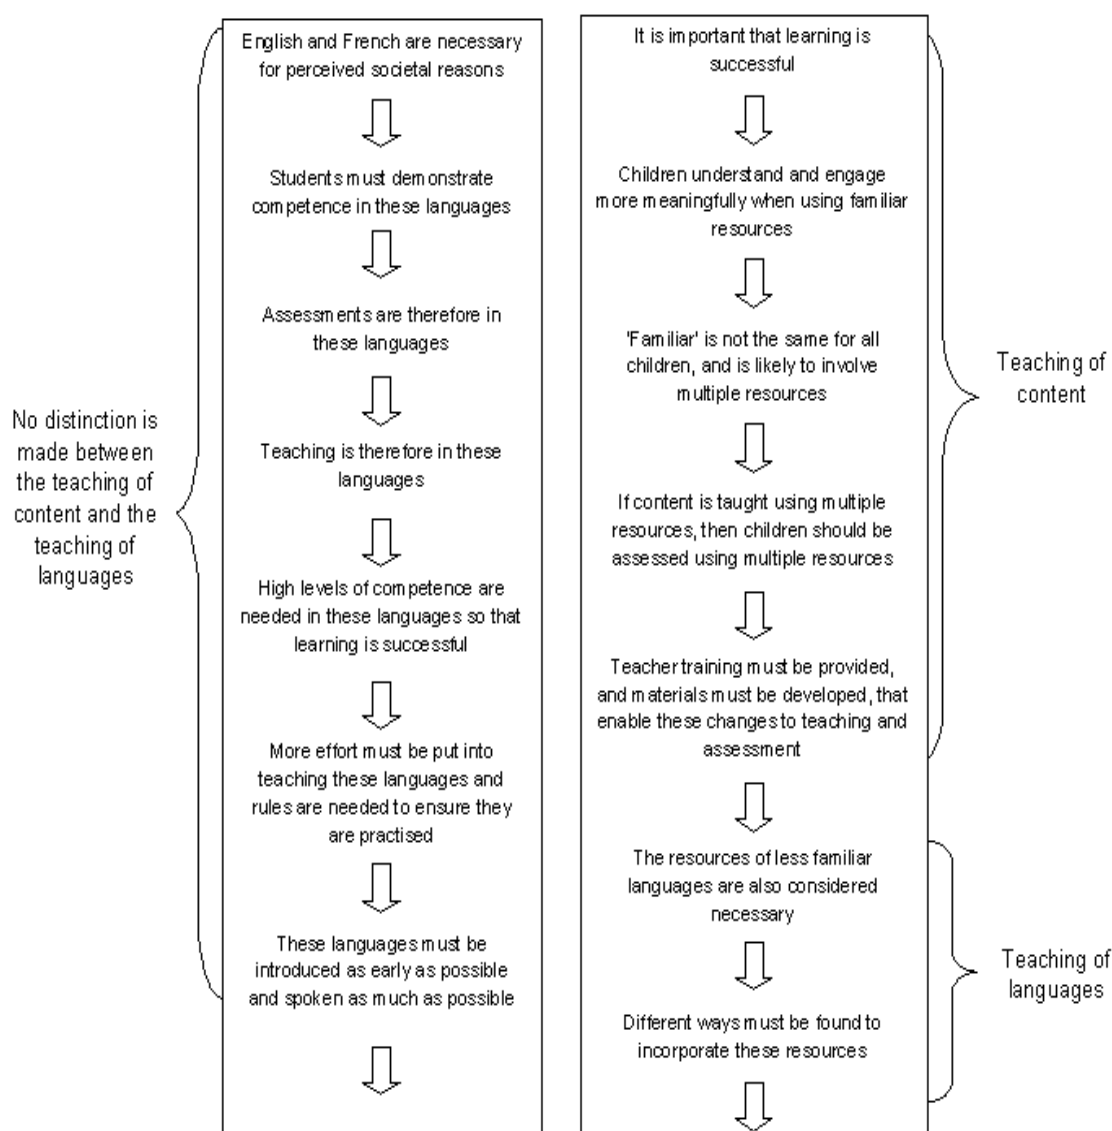 No distinction is
made between
the teaching of
content and the
teaching of
languages
English and French are necessary
for perceived societal reasons
Students must demonstrate
competence in these languages
Assessments are therefore in
these languages
Teaching is therefore in these
languages
High levels of competence are
needed in these languages so that
learning is successful
More effort must be put into
teaching these languages and
rules are needed to ensure they
are practised
These languages must be
introduced as early as possible
and spoken as much as possible
It is important that learning is
successful
Children understand and engage
more meaningfully when using familiar
resources
'Familiar' is not the same for all
children, and is likely to involve
multiple resources
If content is taught using multiple
resources, then children should be
assessed using multiple resources
Teacher training must be provided,
and materials must be developed, that
enable these changes to teaching and
assessment
The resources of less familiar
languages are also considered
necessary
Different ways must be found to
incorporate these resources
Teaching of
content
Teaching of
languages